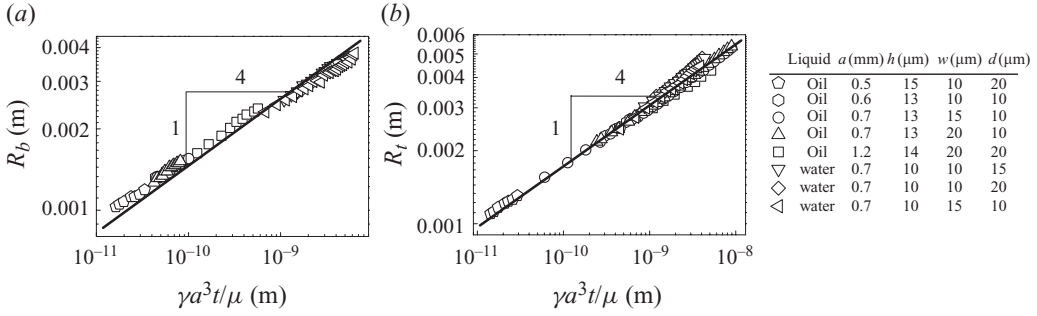 (a)
0.004
0.003
0.002
0.001
R_b (m)
4
1
10⁻¹¹ 10⁻¹⁰ 10⁻⁹
γa³t/μ (m)
(b)
0.006
0.005
0.004
0.003
0.002
0.001
R_t (m)
4
1
10⁻¹¹ 10⁻¹⁰ 10⁻⁹ 10⁻⁸
γa³t/μ (m)
Liquid a (mm) h (μm) w (μm) d (μm)
Oil 0.5 15 10 20
Oil 0.6 13 10 10
Oil 0.7 13 15 10
Oil 0.7 13 20 10
Oil 1.2 14 20 20
water 0.7 10 10 15
water 0.7 10 10 20
water 0.7 10 15 10